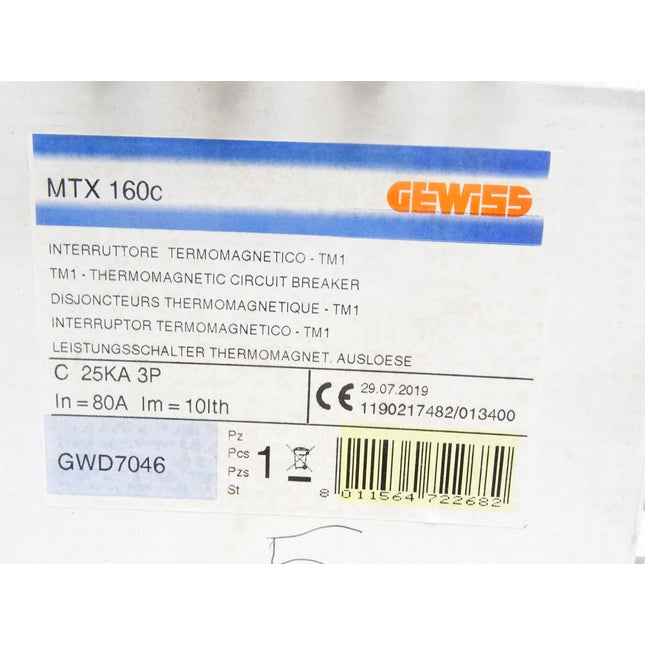 MTX 160c
GEWISS
INTERRUTTORE TERMOMAGNETICO - TM1
TM1 - THERMOMAGNETIC CIRCUIT BREAKER
DISJONCTEURS THERMOMAGNETIQUE - TM1
INTERRUPTOR TERMOMAGNETICO - TM1
LEISTUNGSSCHALTER THERMOMAGNET. AUSLOESE
C 25KA 3P
In = 80A Im = 10Ith
CE 29.07.2019
1190217482/013400
GWD7046
Pz
Pcs
Pzs
St
1
8 011564 722682